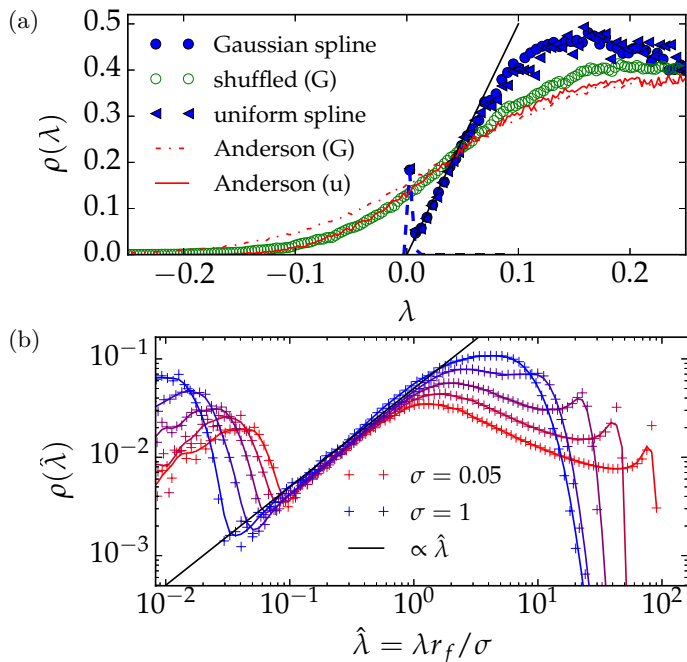 (a)
0.5
0.4
0.3
0.2
0.1
0.0
ρ(λ)
Gaussian spline
shuffled (G)
uniform spline
Anderson (G)
Anderson (u)
−0.2 −0.1 0.0 0.1 0.2
λ
(b)
10⁻¹
10⁻²
10⁻³
ρ(λ̂)
σ = 0.05
σ = 1
∝ λ̂
10⁻² 10⁻¹ 10⁰ 10¹ 10²
λ̂ = λr_f/σ